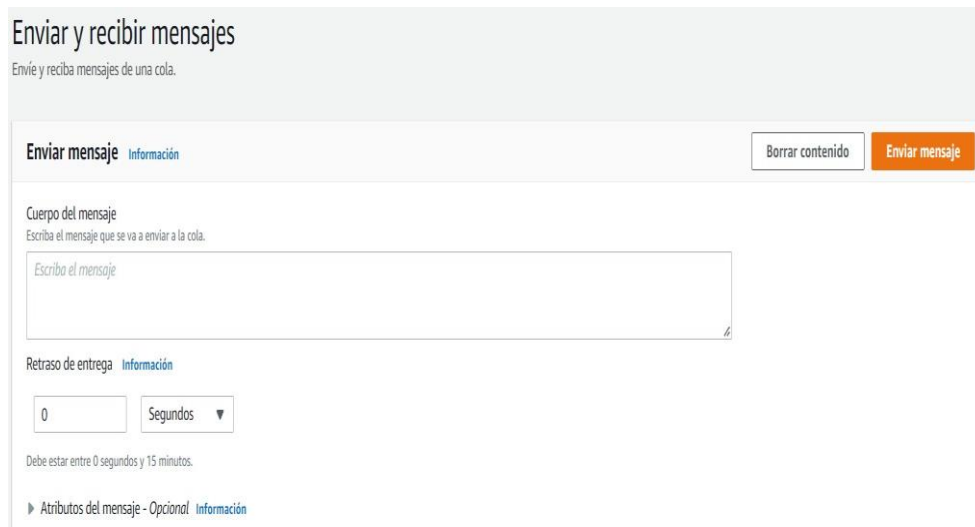 Enviar y recibir mensajes
Envíe y reciba mensajes de una cola.
Enviar mensaje Información
Borrar contenido
Enviar mensaje
Cuerpo del mensaje
Escriba el mensaje que se va a enviar a la cola.
Escriba el mensaje
Retraso de entrega Información
0
Segundos
Debe estar entre 0 segundos y 15 minutos.
Atributos del mensaje - Opcional Información